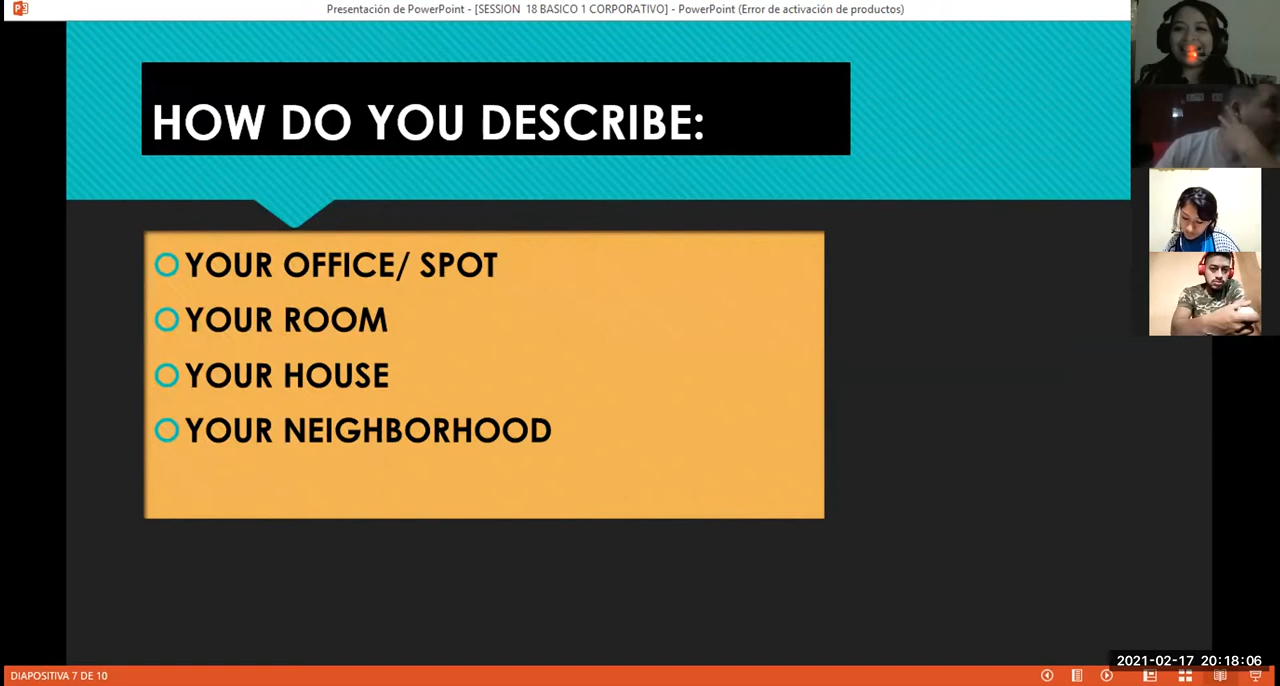 Presentación de PowerPoint - [SESSION 18 BASICO 1 CORPORATIVO] - PowerPoint (Error de activación de productos)
HOW DO YOU DESCRIBE:
YOUR OFFICE/ SPOT
YOUR ROOM
YOUR HOUSE
YOUR NEIGHBORHOOD
2021-02-17 20:18:06
DIAPOSITIVA 7 DE 10